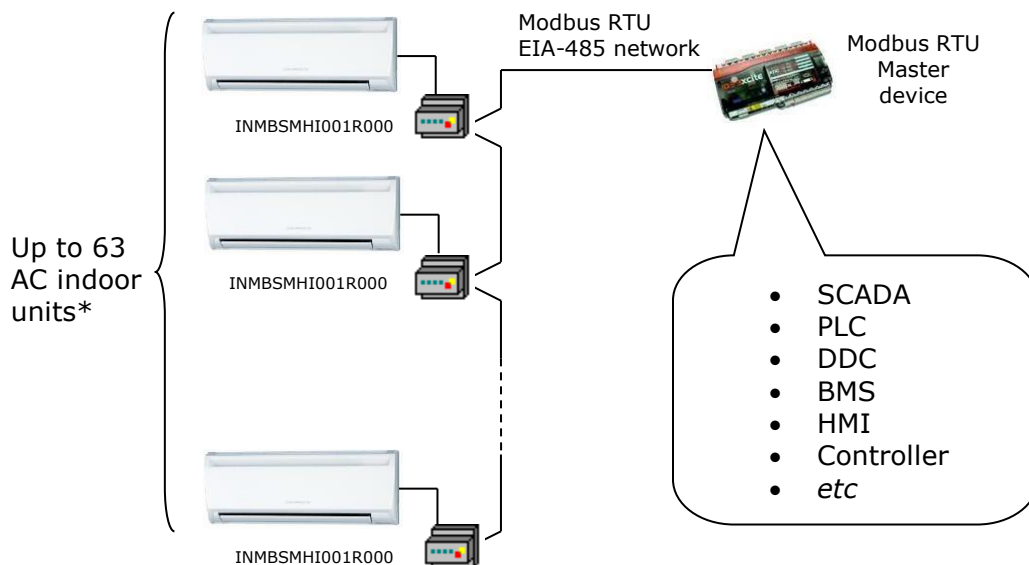 Modbus RTU
EIA-485 network
Modbus RTU
Master
device
INMBSMHI001R000
INMBSMHI001R000
Up to 63
AC indoor
units*
• SCADA
• PLC
• DDC
• BMS
• HMI
• Controller
• etc
INMBSMHI001R000